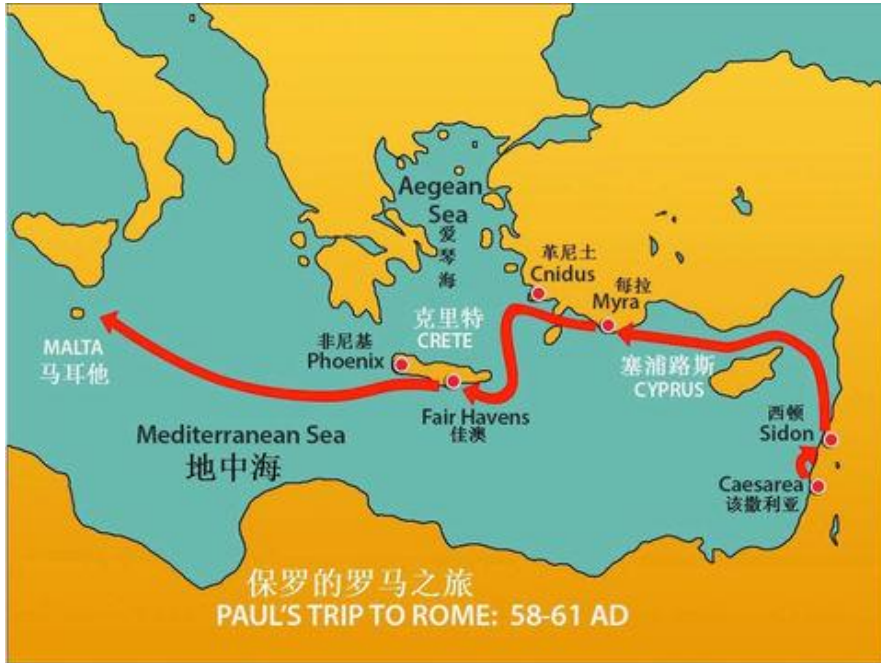 Aegean
Sea
爱
琴
海
革尼士
Cnidus
每拉
Myra
克里特
CRETE
非尼基
Phoenix
MALTA
马耳他
塞浦路斯
CYPRUS
西顿
Sidon
Fair Havens
佳澳
Mediterranean Sea
地中海
Caesarea
该撒利亚
保罗的罗马之旅
PAUL'S TRIP TO ROME: 58-61 AD